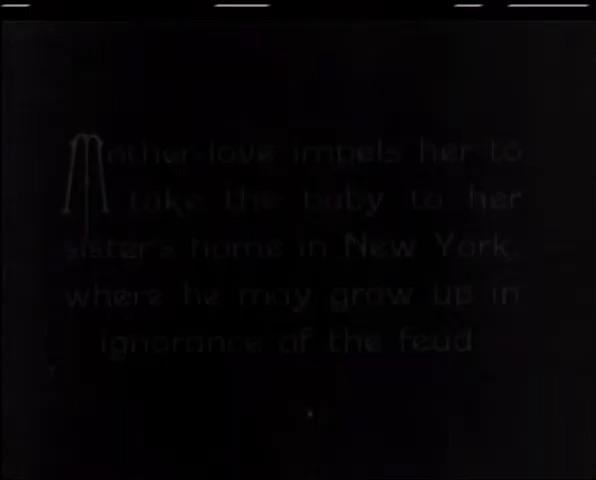 Mother-love impels her to
take the baby to her
sister's home in New York,
where he may grow up in
ignorance of the feud